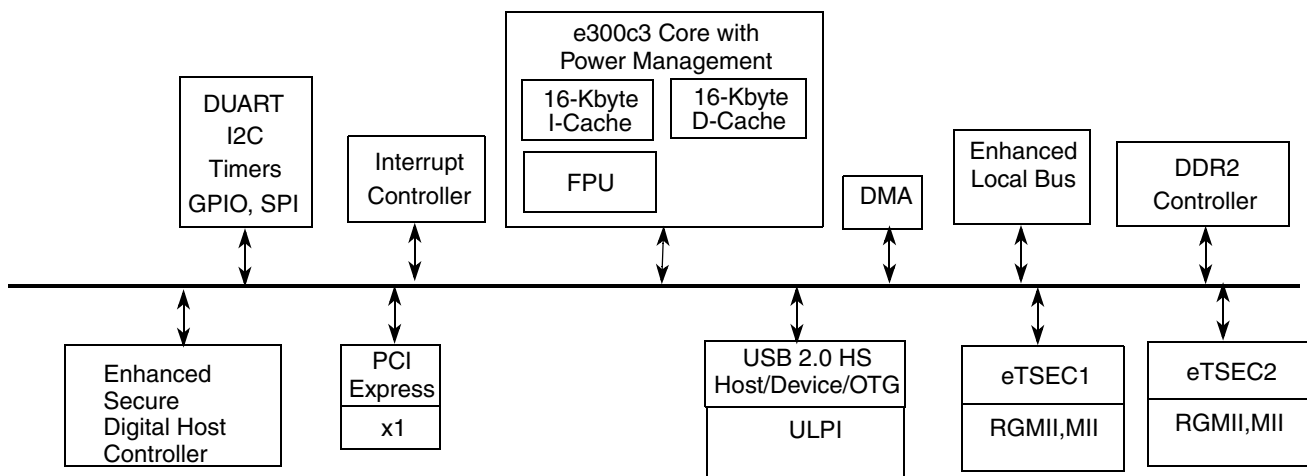 e300c3 Core with
Power Management
16-Kbyte
I-Cache
16-Kbyte
D-Cache
FPU
DUART
I2C
Timers
GPIO, SPI
Interrupt
Controller
DMA
Enhanced
Local Bus
DDR2
Controller
Enhanced
Secure
Digital Host
Controller
PCI
Express
x1
USB 2.0 HS
Host/Device/OTG
ULPI
eTSEC1
RGMII,MII
eTSEC2
RGMII,MII